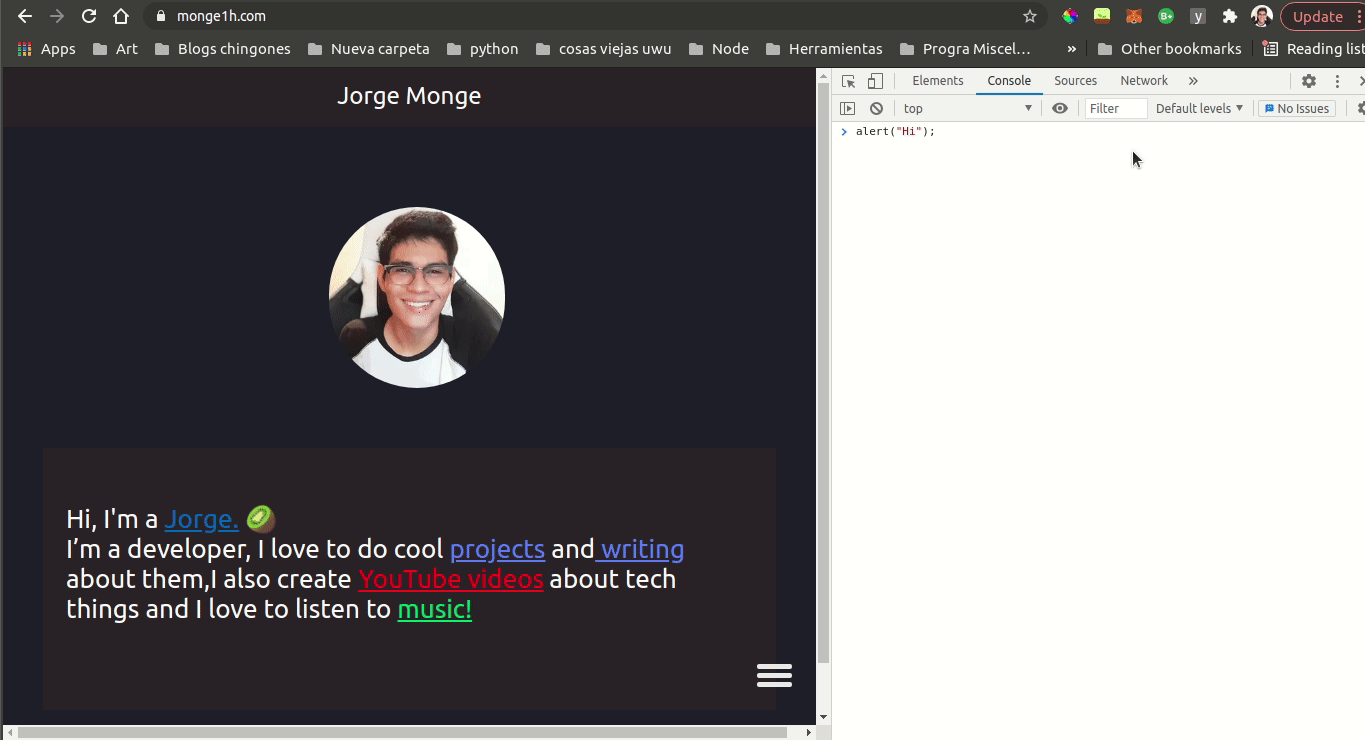 monge1h.com
B+
y
Update
Apps
Art
Blogs chingones
Nueva carpeta
python
cosas viejas uwu
Node
Herramientas
Progra Miscel…
»
Other bookmarks
Reading list
Jorge Monge
Hi, I'm a Jorge.
I’m a developer, I love to do cool projects and writing
about them,I also create YouTube videos about tech
things and I love to listen to music!
Elements
Console
Sources
Network
»
top
Filter
Default levels
No Issues
> alert("Hi");